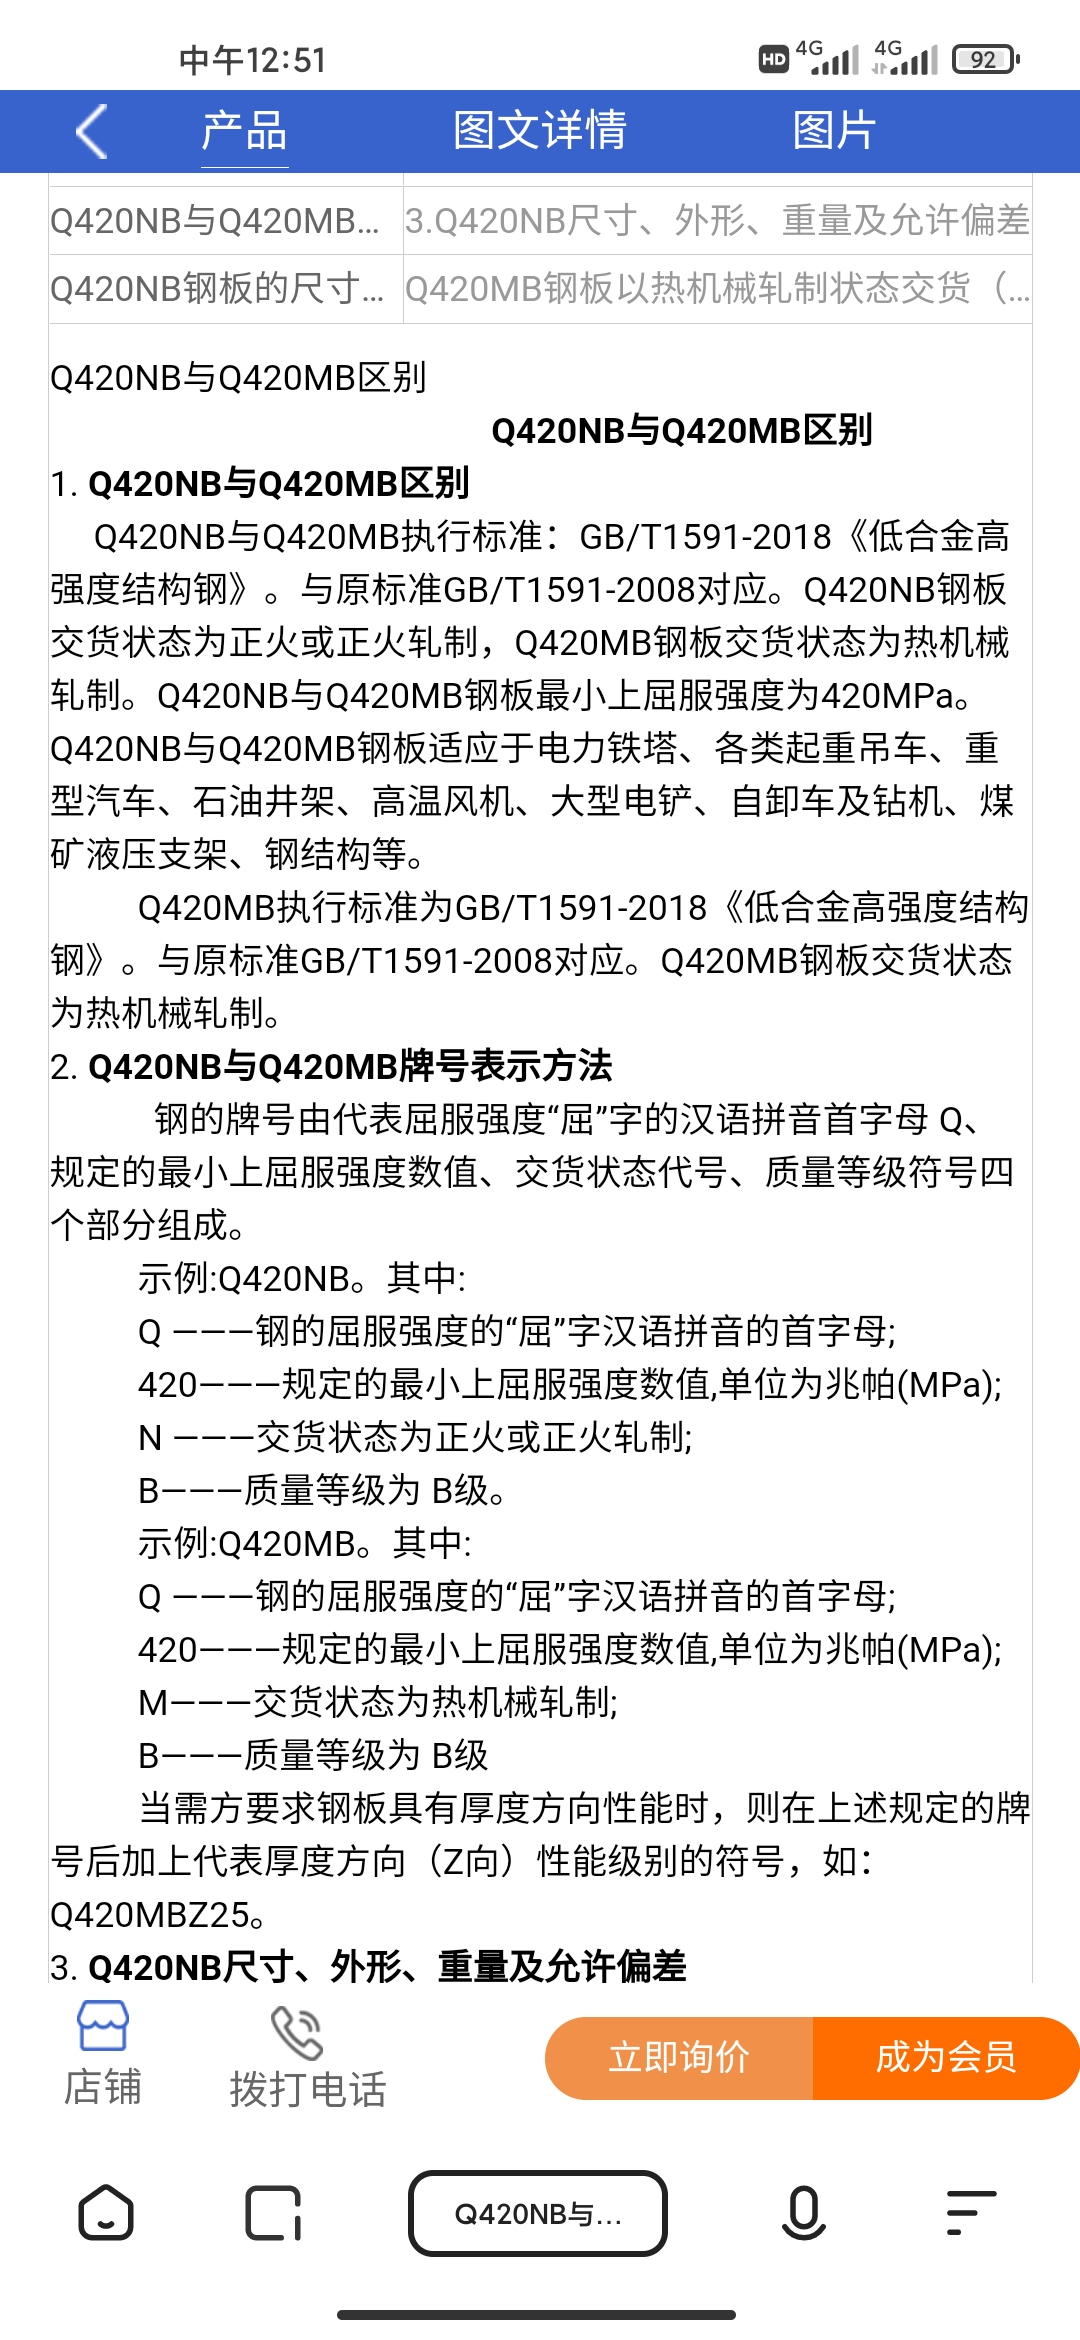 中午12:51
HD 4G 4G 92
产品 图文详情 图片
Q420NB与Q420MB... 3.Q420NB尺寸、外形、重量及允许偏差
Q420NB钢板的尺寸... Q420MB钢板以热机械轧制状态交货（...
Q420NB与Q420MB区别
Q420NB与Q420MB区别
1. Q420NB与Q420MB区别
Q420NB与Q420MB执行标准：GB/T1591-2018《低合金高
强度结构钢》。与原标准GB/T1591-2008对应。Q420NB钢板
交货状态为正火或正火轧制，Q420MB钢板交货状态为热机械
轧制。Q420NB与Q420MB钢板最小上屈服强度为420MPa。
Q420NB与Q420MB钢板适应于电力铁塔、各类起重吊车、重
型汽车、石油井架、高温风机、大型电铲、自卸车及钻机、煤
矿液压支架、钢结构等。
Q420MB执行标准为GB/T1591-2018《低合金高强度结构
钢》。与原标准GB/T1591-2008对应。Q420MB钢板交货状态
为热机械轧制。
2. Q420NB与Q420MB牌号表示方法
钢的牌号由代表屈服强度“屈”字的汉语拼音首字母 Q、
规定的最小上屈服强度数值、交货状态代号、质量等级符号四
个部分组成。
示例:Q420NB。其中:
Q ———钢的屈服强度的“屈”字汉语拼音的首字母;
420———规定的最小上屈服强度数值,单位为兆帕(MPa);
N ———交货状态为正火或正火轧制;
B———质量等级为 B级。
示例:Q420MB。其中:
Q ———钢的屈服强度的“屈”字汉语拼音的首字母;
420———规定的最小上屈服强度数值,单位为兆帕(MPa);
M———交货状态为热机械轧制;
B———质量等级为 B级
当需方要求钢板具有厚度方向性能时，则在上述规定的牌
号后加上代表厚度方向（Z向）性能级别的符号，如：
Q420MBZ25。
3. Q420NB尺寸、外形、重量及允许偏差
店铺 拨打电话 立即询价 成为会员
Q420NB与...